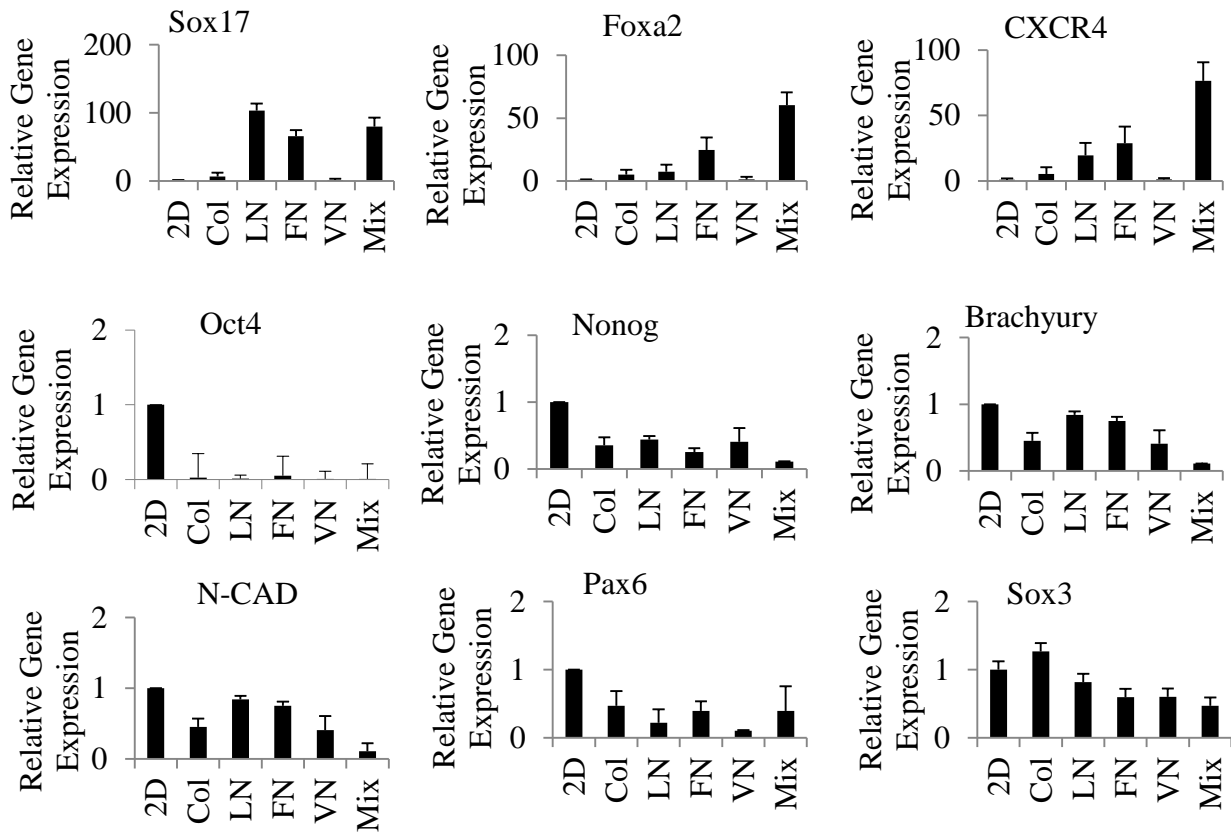 Sox17
Relative Gene
Expression
200
100
0
2D
Col
LN
FN
VN
Mix
Foxa2
Relative Gene
Expression
100
50
0
2D
Col
LN
FN
VN
Mix
CXCR4
Relative Gene
Expression
100
50
0
2D
Col
LN
FN
VN
Mix
Oct4
Relative Gene
Expression
2
1
0
2D
Col
LN
FN
VN
Mix
Nonog
Relative Gene
Expression
2
1
0
2D
Col
LN
FN
VN
Mix
Brachyury
Relative Gene
Expression
2
1
0
2D
Col
LN
FN
VN
Mix
N-CAD
Relative Gene
Expression
2
1
0
2D
Col
LN
FN
VN
Mix
Pax6
Relative Gene
Expression
2
1
0
2D
Col
LN
FN
VN
Mix
Sox3
Relative Gene
Expression
2
1
0
2D
Col
LN
FN
VN
Mix